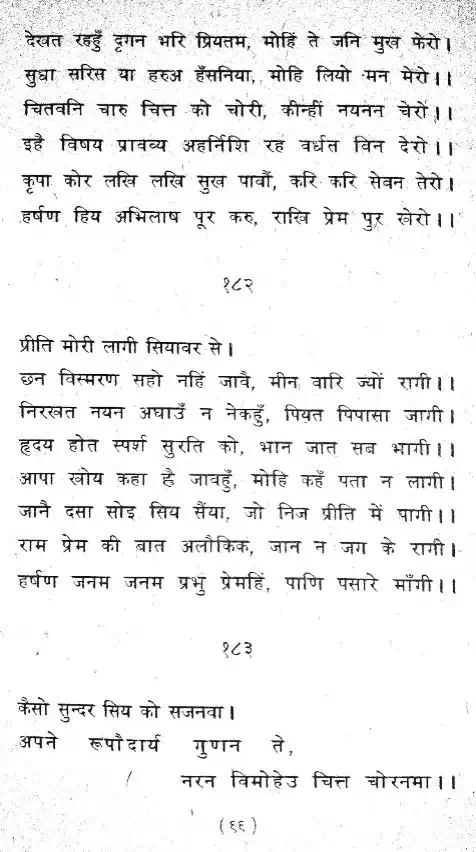 देखत रहहुँ दृगन भरि प्रियतम, मोहिं ते जनि मुख फेरो।
सुधा सरिस या हरुअ हँसनिया, मोहि लियो मन मेरो।।
चितवनि चारु चित्त को चोरी, कीन्हीं नयनन चेरो।।
इहै विषय प्रावव्य अहर्निशि रह वर्धत विन देरो।।
कृपा कोर लखि लखि सुख पावौं, करि करि सेवन तेरो।
हर्षण हिय अभिलाष पूर करु, राखि प्रेम पुर खेरो।।
१८२
प्रीति मोरी लागी सियावर से।
छन विस्मरण सहो नहिं जावै, मीन वारि ज्यों रागी।।
निरखत नयन अघाउँ न नेकहुँ, पियत पिपासा जागी।
हृदय होत स्पर्श सुरति को, भान जात सब भागी।।
आपा खोय कहा ह्वै जावहुँ, मोहि कहँ पता न लागी।
जानै दसा सोइ सिय सैंया, जो निज प्रीति में पागी।।
राम प्रेम की बात अलौकिक, जान न जग के रागी।
हर्षण जनम जनम प्रभु प्रेमहिं, पाणि पसारे माँगी।।
१८३
कैसो सुन्दर सिय को सजनवा।
अपने रूपौदार्य गुणन ते,
नरन विमोहेउ चित्त चोरनमा।।
(६६)